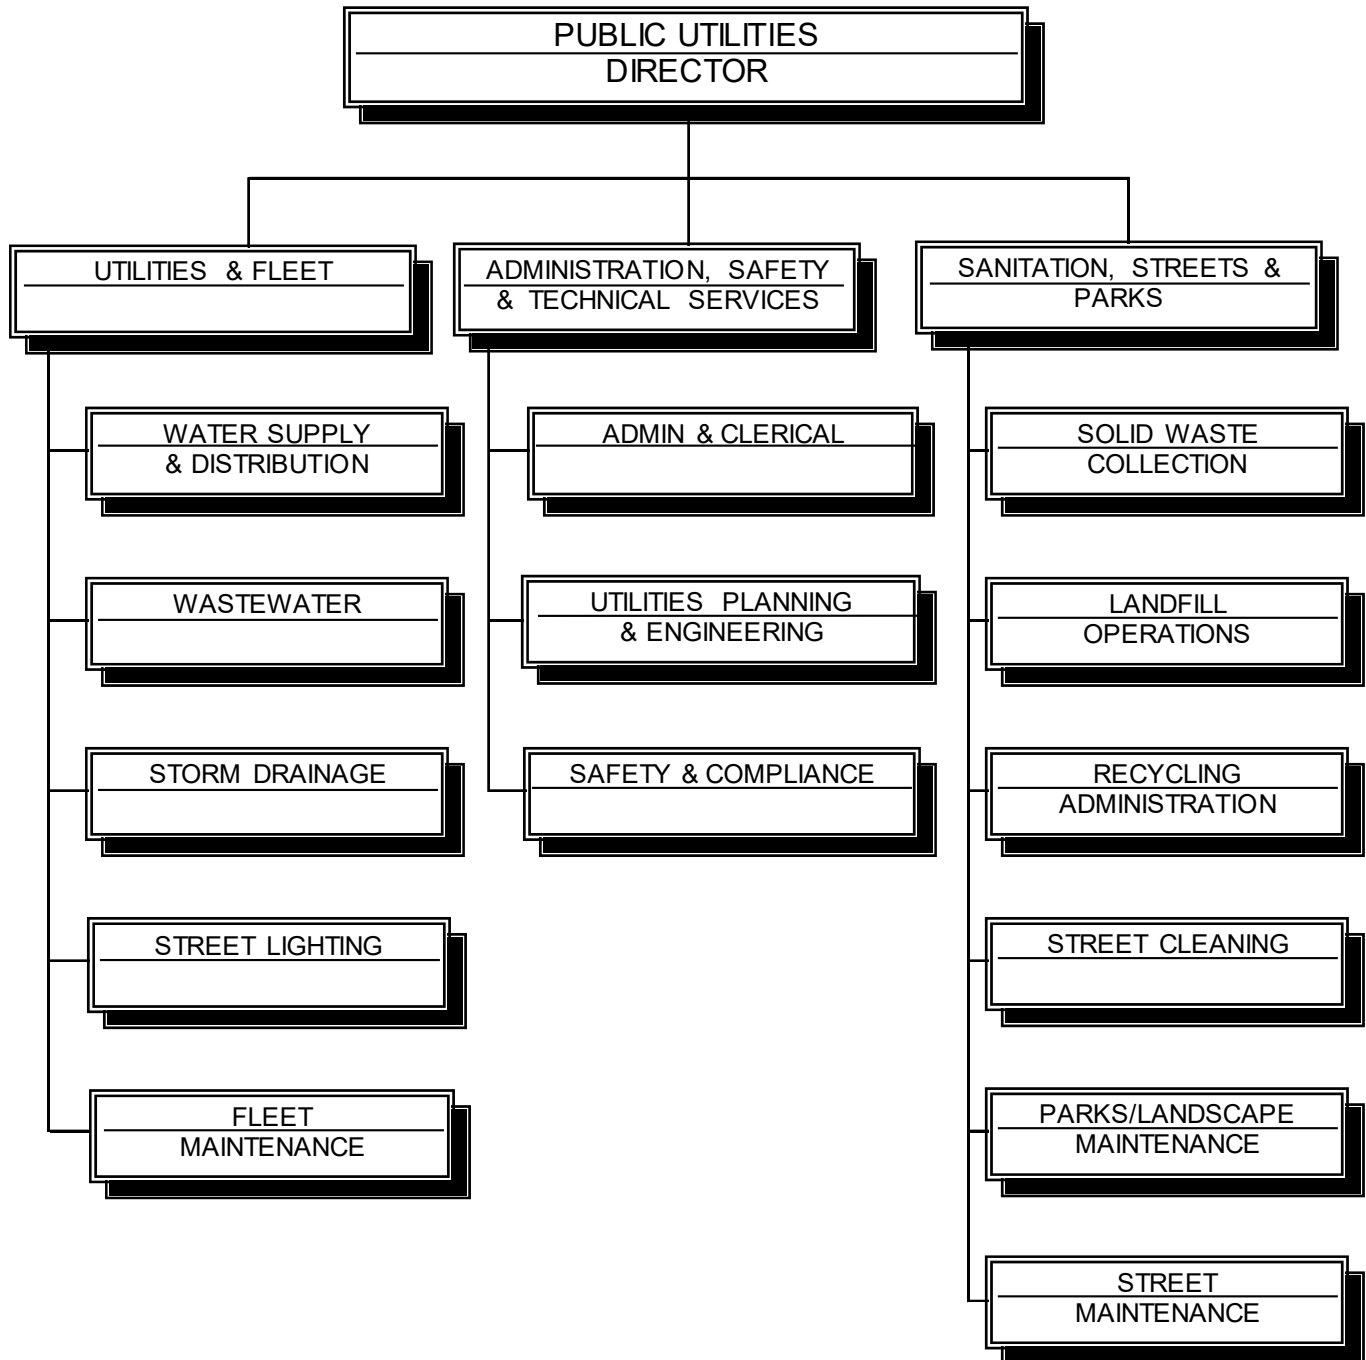 PUBLIC UTILITIES
DIRECTOR
UTILITIES & FLEET
ADMINISTRATION, SAFETY
& TECHNICAL SERVICES
SANITATION, STREETS &
PARKS
WATER SUPPLY
& DISTRIBUTION
WASTEWATER
STORM DRAINAGE
STREET LIGHTING
FLEET
MAINTENANCE
ADMIN & CLERICAL
UTILITIES PLANNING
& ENGINEERING
SAFETY & COMPLIANCE
SOLID WASTE
COLLECTION
LANDFILL
OPERATIONS
RECYCLING
ADMINISTRATION
STREET CLEANING
PARKS/LANDSCAPE
MAINTENANCE
STREET
MAINTENANCE